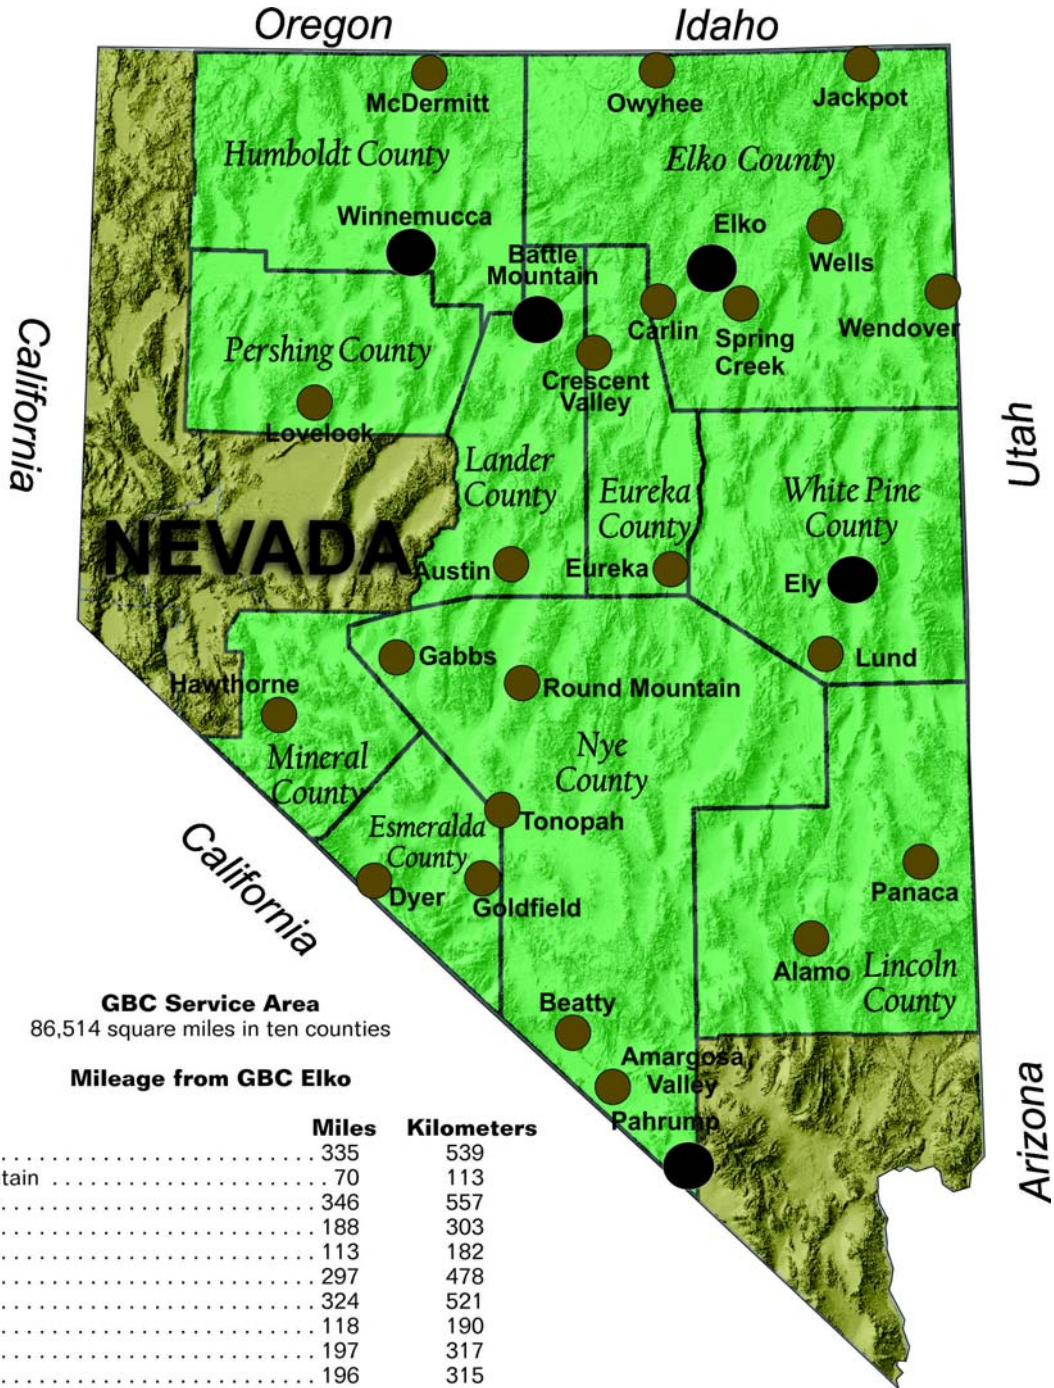 Oregon
Idaho
McDermitt
Owyhee
Jackpot
Humboldt County
Elko County
Winnemucca
Elko
Battle
Mountain
Wells
California
Carlin
Spring
Creek
Wendover
Pershing County
Crescent
Valley
Utah
Lovelock
Lander
County
Eureka
County
White Pine
County
NEVADA
Austin
Eureka
Ely
Gabbs
Lund
Hawthorne
Round Mountain
Mineral
County
Nye
County
Esmeralda
County
Tonopah
California
Dyer
Goldfield
Panaca
Alamo
Lincoln
County
Beatty
Amargosa
Valley
Pahrump
Arizona
GBC Service Area
86,514 square miles in ten counties
Mileage from GBC Elko
Miles Kilometers
. . . . . . . . . . . . . . . . . . . . . . . . . . 335 539
tain . . . . . . . . . . . . . . . . . . . . . . 70 113
. . . . . . . . . . . . . . . . . . . . . . . . . . 346 557
. . . . . . . . . . . . . . . . . . . . . . . . . . 188 303
. . . . . . . . . . . . . . . . . . . . . . . . . . 113 182
. . . . . . . . . . . . . . . . . . . . . . . . . . 297 478
. . . . . . . . . . . . . . . . . . . . . . . . . . 324 521
. . . . . . . . . . . . . . . . . . . . . . . . . . 118 190
. . . . . . . . . . . . . . . . . . . . . . . . . . 197 317
. . . . . . . . . . . . . . . . . . . . . . . . . . 196 315